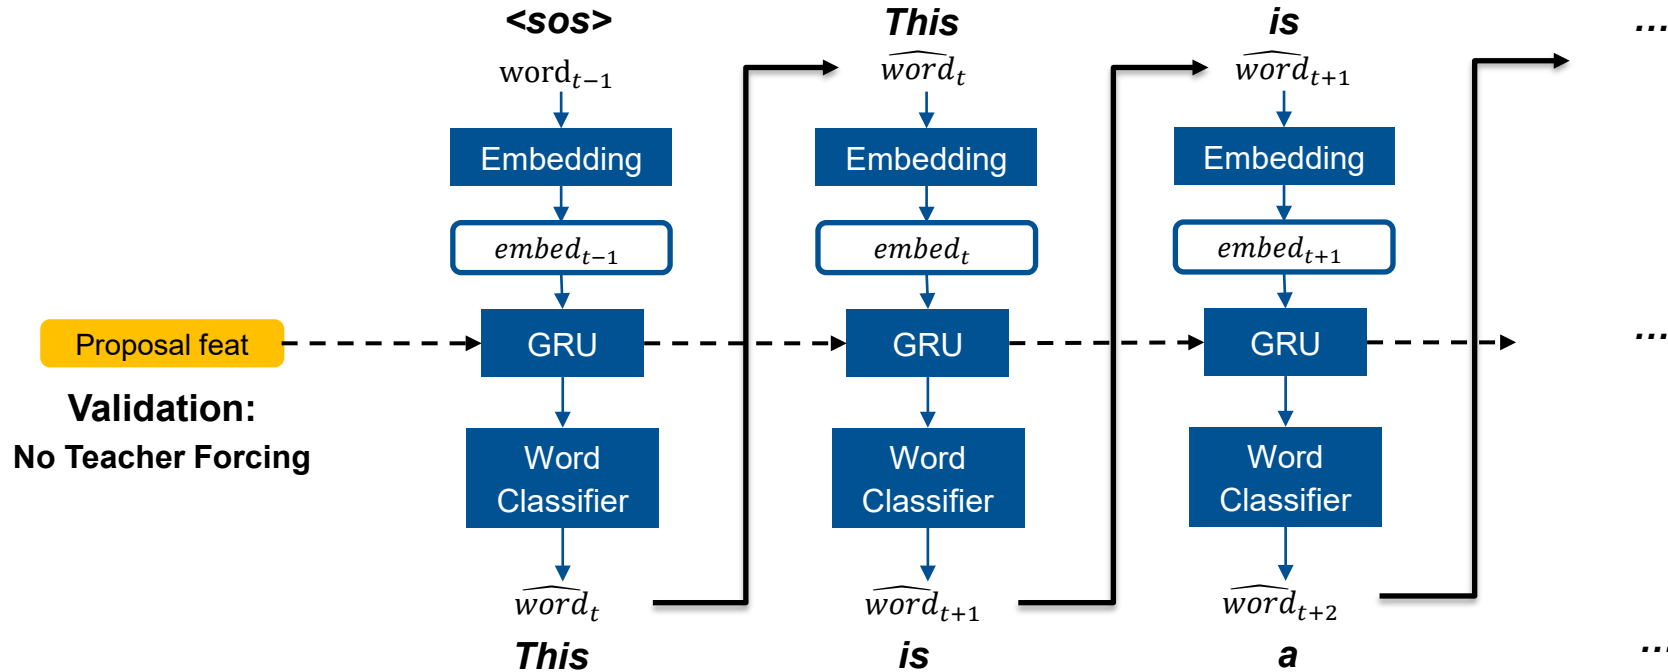 <sos> This is ...
word_{t−1} \widehat{word}_t \widehat{word}_{t+1}
Embedding Embedding Embedding
embed_{t−1} embed_t embed_{t+1}
Proposal feat GRU GRU GRU ...
Validation:
No Teacher Forcing
Word Word Word
Classifier Classifier Classifier
\widehat{word}_t \widehat{word}_{t+1} \widehat{word}_{t+2}
This is a ...